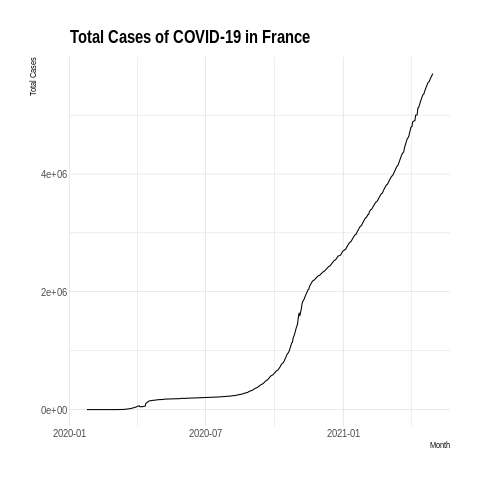 Total Cases of COVID-19 in France
Total Cases
4e+06
2e+06
0e+00
2020-01
2020-07
2021-01
Month